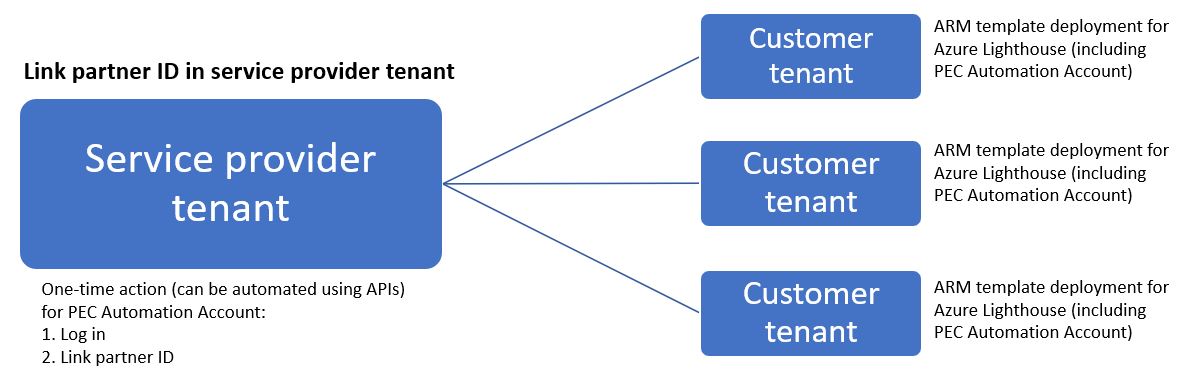 Link partner ID in service provider tenant
Service provider
tenant
One-time action (can be automated using APIs)
for PEC Automation Account:
1. Log in
2. Link partner ID
Customer
tenant
ARM template deployment for
Azure Lighthouse (including
PEC Automation Account)
Customer
tenant
ARM template deployment for
Azure Lighthouse (including
PEC Automation Account)
Customer
tenant
ARM template deployment for
Azure Lighthouse (including
PEC Automation Account)